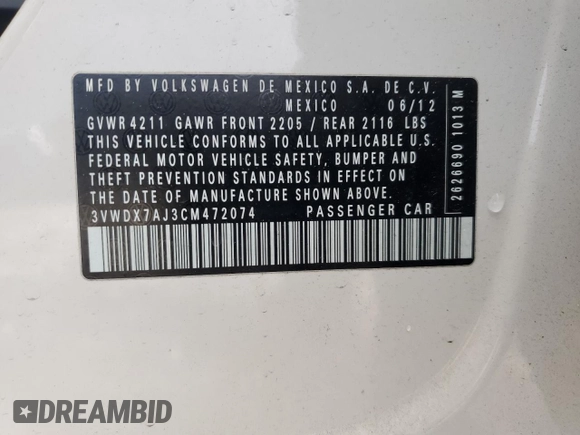 MFD BY VOLKSWAGEN DE MEXICO S.A. DE C.V.
MEXICO 06/12
GVWR 4211 GAWR FRONT 2205 / REAR 2116 LBS
THIS VEHICLE CONFORMS TO ALL APPLICABLE U.S.
FEDERAL MOTOR VEHICLE SAFETY, BUMPER AND
THEFT PREVENTION STANDARDS IN EFFECT ON
THE DATE OF MANUFACTURE SHOWN ABOVE.
3VWDX7AJ3CM472074 PASSENGER CAR
2626690 1013 M
DREAMBID